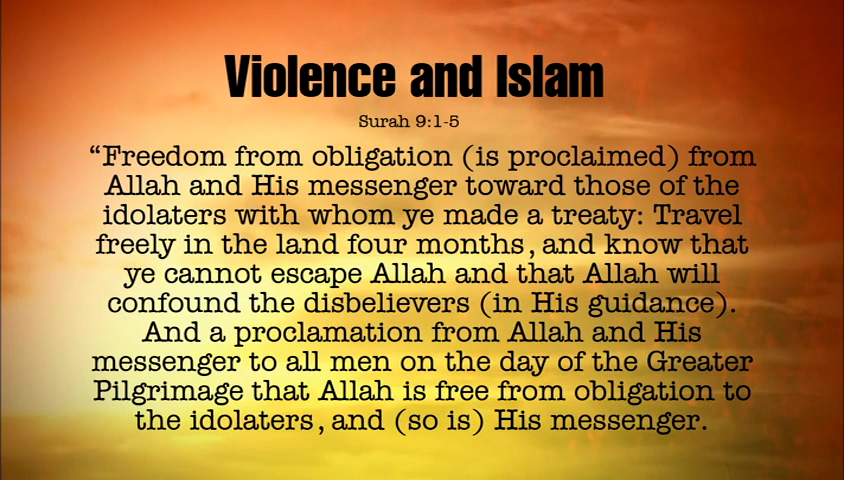 Violence and Islam
Surah 9:1-5
“Freedom from obligation (is proclaimed) from
Allah and His messenger toward those of the
idolaters with whom ye made a treaty: Travel
freely in the land four months, and know that
ye cannot escape Allah and that Allah will
confound the disbelievers (in His guidance).
And a proclamation from Allah and His
messenger to all men on the day of the Greater
Pilgrimage that Allah is free from obligation to
the idolaters, and (so is) His messenger.